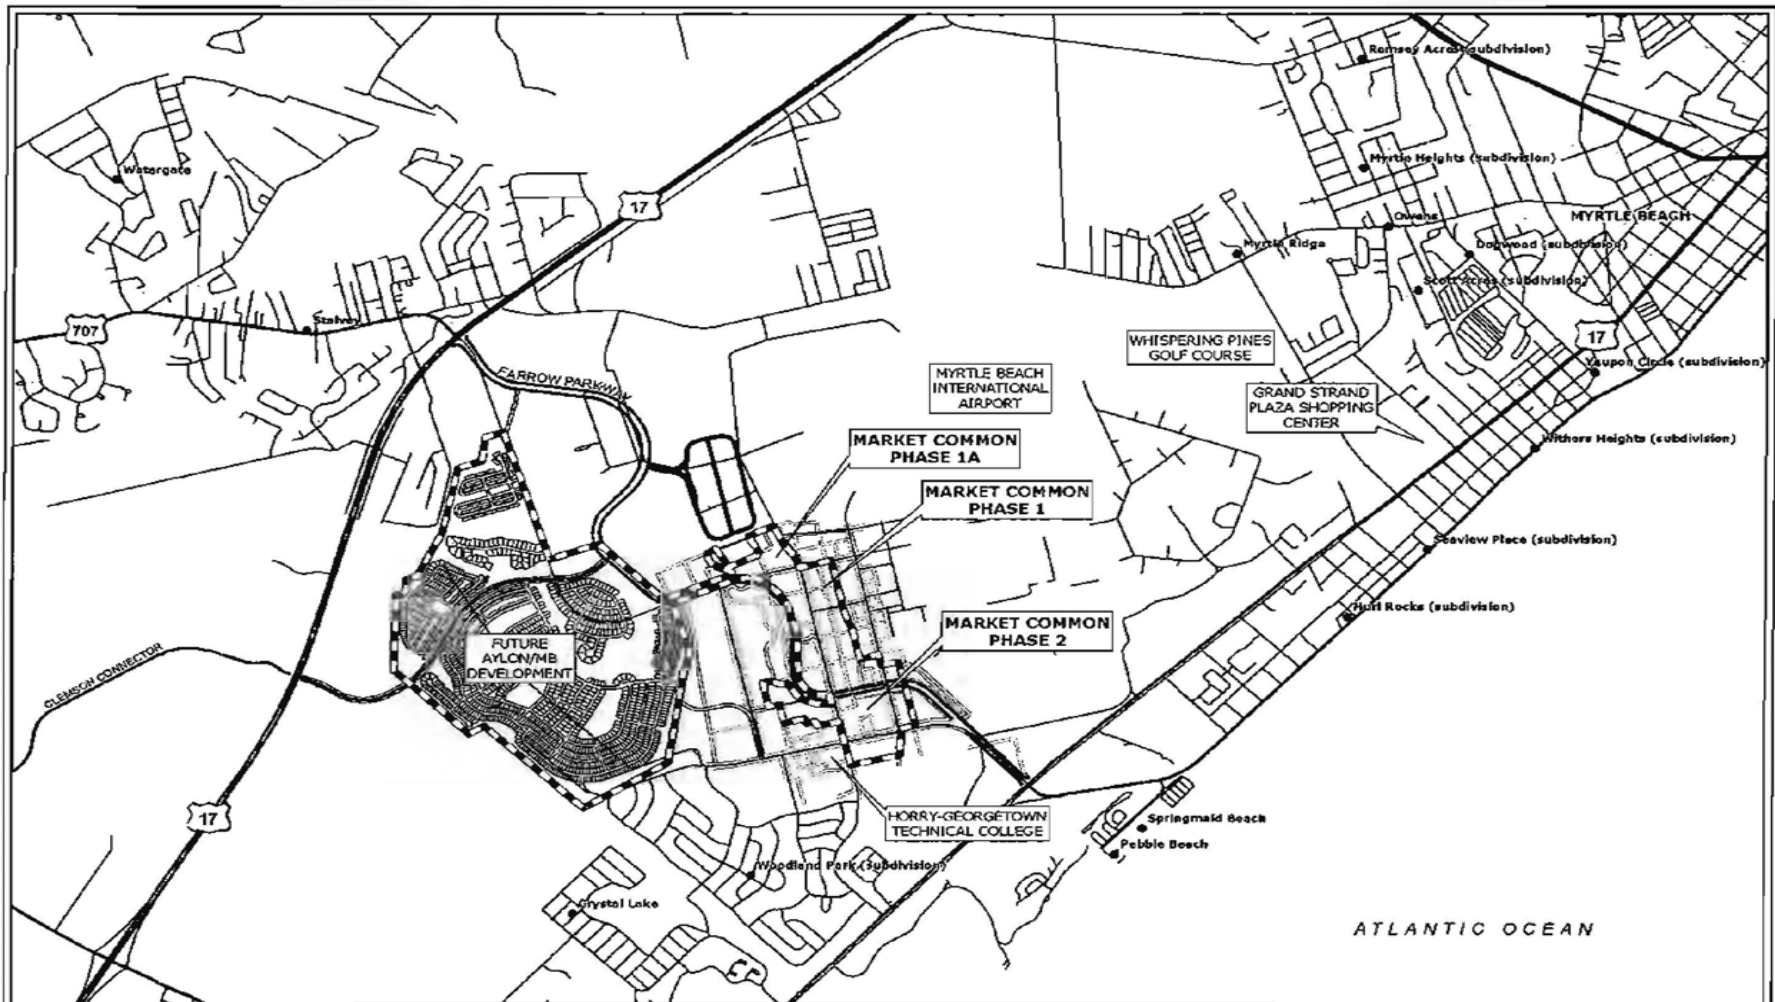 Ramsey Acres (subdivision)
Watergate
Myrtle Heights (subdivision)
17
Owens
MYRTLE BEACH
Myrtle Ridge
Dogwood (subdivision)
Scott Acres (subdivision)
707
Stalvey
17
WHISPERING PINES
GOLF COURSE
Yaupon Circle (subdivision)
FARROW PARKWAY
MYRTLE BEACH
INTERNATIONAL
AIRPORT
GRAND STRAND
PLAZA SHOPPING
CENTER
MARKET COMMON
PHASE 1A
Withers Heights (subdivision)
MARKET COMMON
PHASE 1
Seaview Place (subdivision)
Hurl Rocks (subdivision)
MARKET COMMON
PHASE 2
FUTURE
AYLON/MB
DEVELOPMENT
CLEMSON CONNECTOR
17
HORRY-GEORGETOWN
TECHNICAL COLLEGE
Springmaid Beach
Pebble Beach
Woodland Park (subdivision)
Crystal Lake
ATLANTIC OCEAN